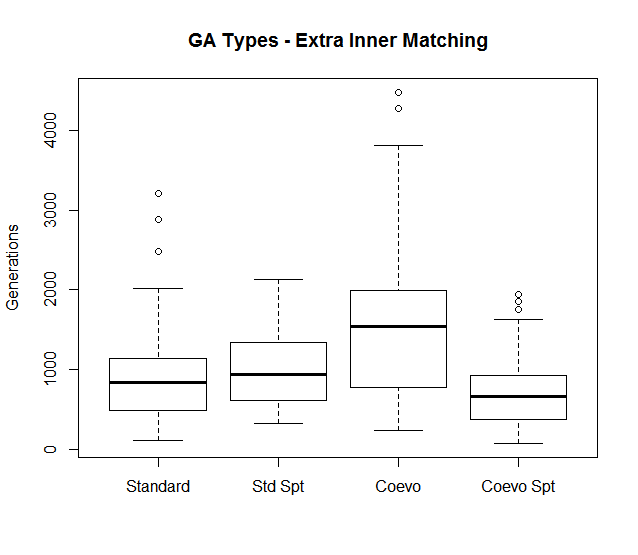 GA Types - Extra Inner Matching
Generations
4000
3000
2000
1000
0
Standard
Std Spt
Coevo
Coevo Spt